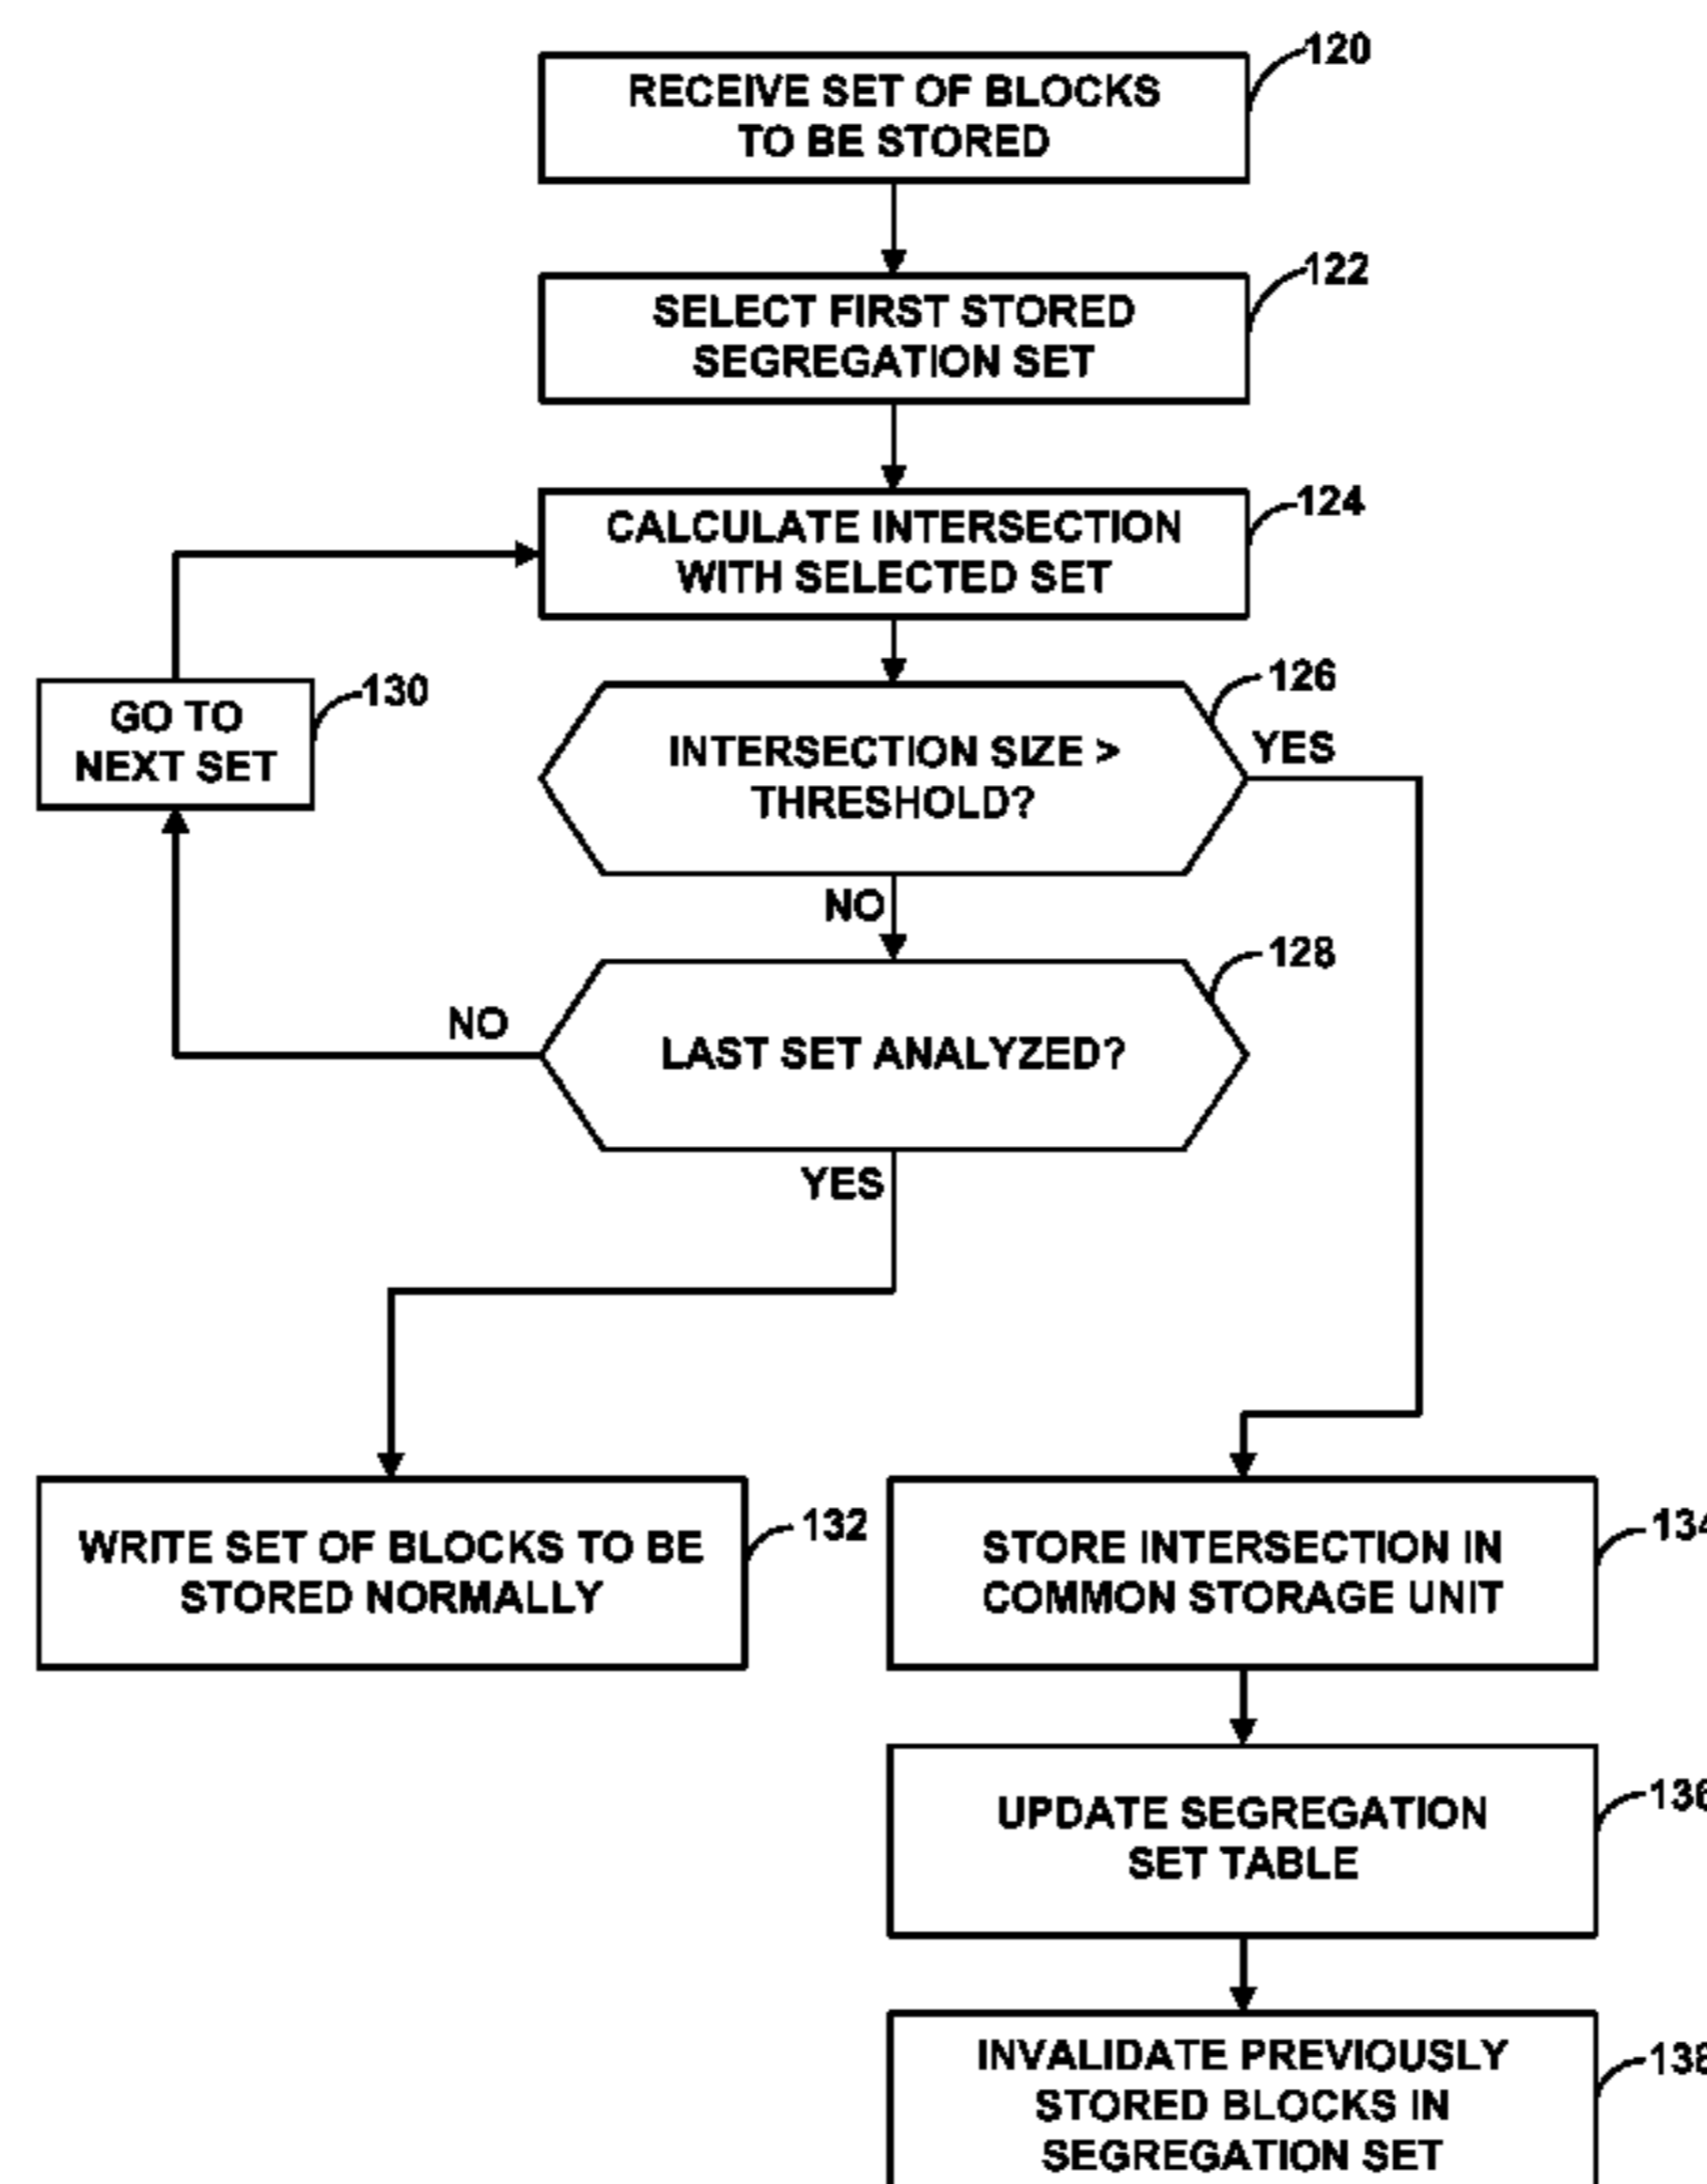 120
RECEIVE SET OF BLOCKS
TO BE STORED
122
SELECT FIRST STORED
SEGREGATION SET
124
CALCULATE INTERSECTION
WITH SELECTED SET
130
GO TO
NEXT SET
126
INTERSECTION SIZE >
THRESHOLD?
YES
NO
128
NO
LAST SET ANALYZED?
YES
132
WRITE SET OF BLOCKS TO BE
STORED NORMALLY
134
STORE INTERSECTION IN
COMMON STORAGE UNIT
136
UPDATE SEGREGATION
SET TABLE
138
INVALIDATE PREVIOUSLY
STORED BLOCKS IN
SEGREGATION SET